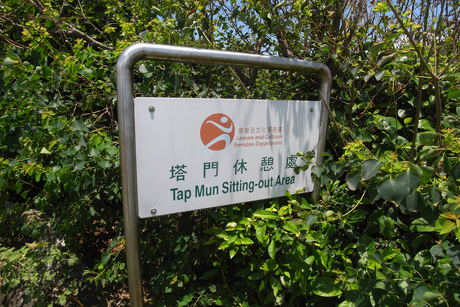 康樂及文化事務署
Leisure and Cultural
Services Department
塔門休憩處
Tap Mun Sitting-out Area